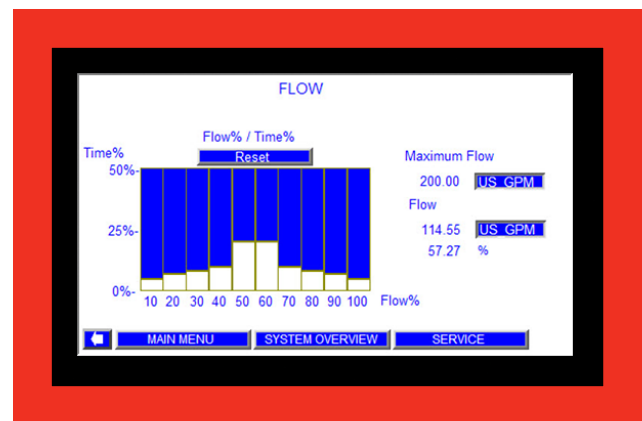 FLOW
Flow% / Time%
Time%
Reset
50%-
25%-
0%-
10 20 30 40 50 60 70 80 90 100 Flow%
Maximum Flow
200.00 US GPM
Flow
114.55 US GPM
57.27 %
MAIN MENU SYSTEM OVERVIEW SERVICE